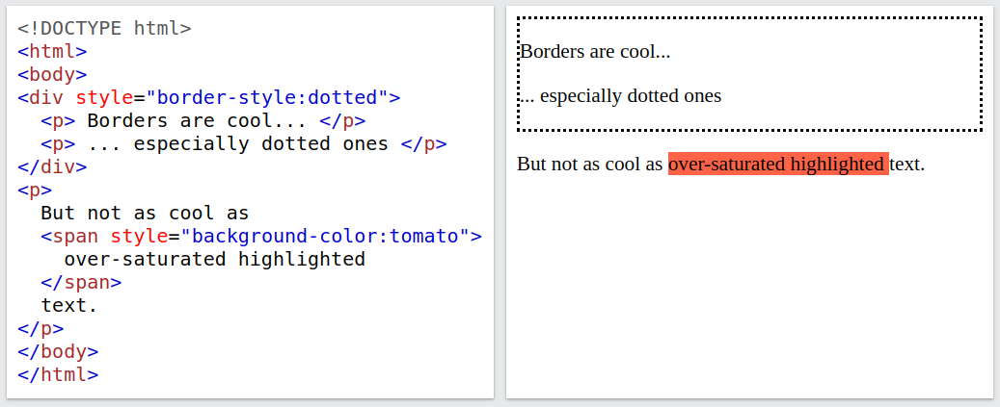 <!DOCTYPE html>
<html>
<body>
<div style="border-style:dotted">
  <p> Borders are cool... </p>
  <p> ... especially dotted ones </p>
</div>
<p>
  But not as cool as
  <span style="background-color:tomato">
    over-saturated highlighted
  </span>
  text.
</p>
</body>
</html>
Borders are cool...
... especially dotted ones
But not as cool as over-saturated highlighted text.